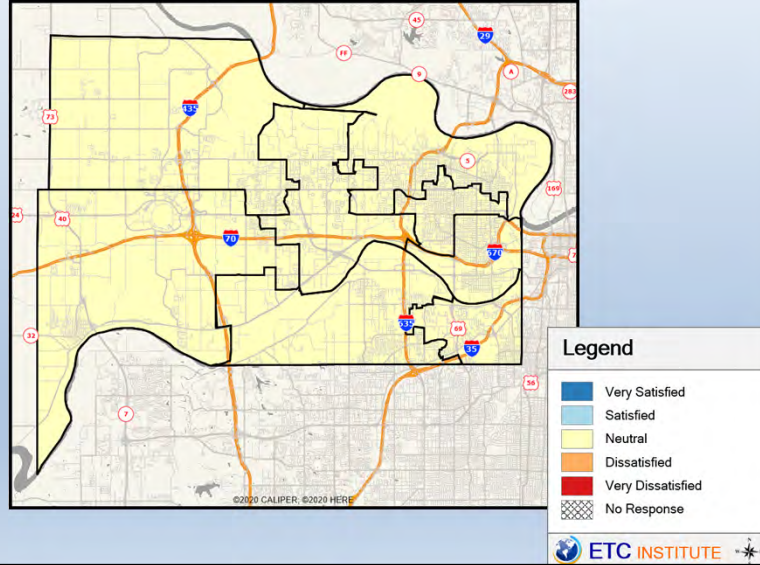 45
29
FF
9
A
283
435
73
5
169
24
40
70
670
32
635
69
35
56
7
©2020 CALIPER; ©2020 HERE
Legend
Very Satisfied
Satisfied
Neutral
Dissatisfied
Very Dissatisfied
No Response
ETC INSTITUTE